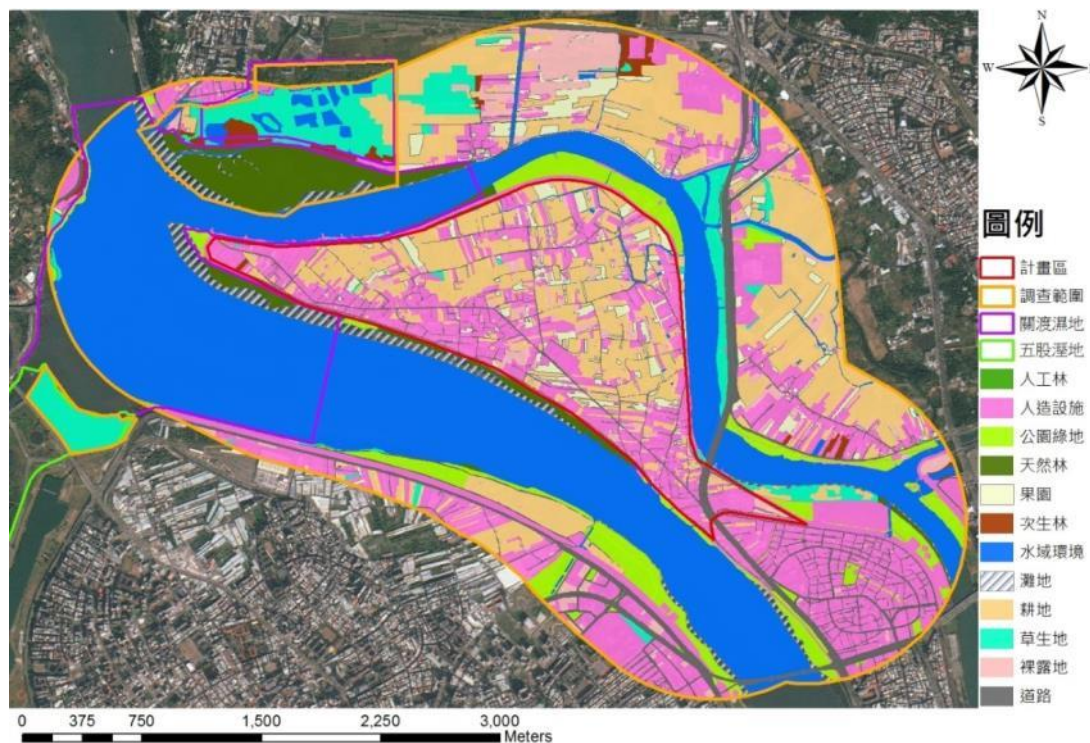 N
W
S
圖例
計畫區
調查範圍
關渡濕地
五股溼地
人工林
人造設施
公園綠地
天然林
果園
次生林
水域環境
灘地
耕地
草生地
裸露地
道路
0 375 750 1,500 2,250 3,000
Meters